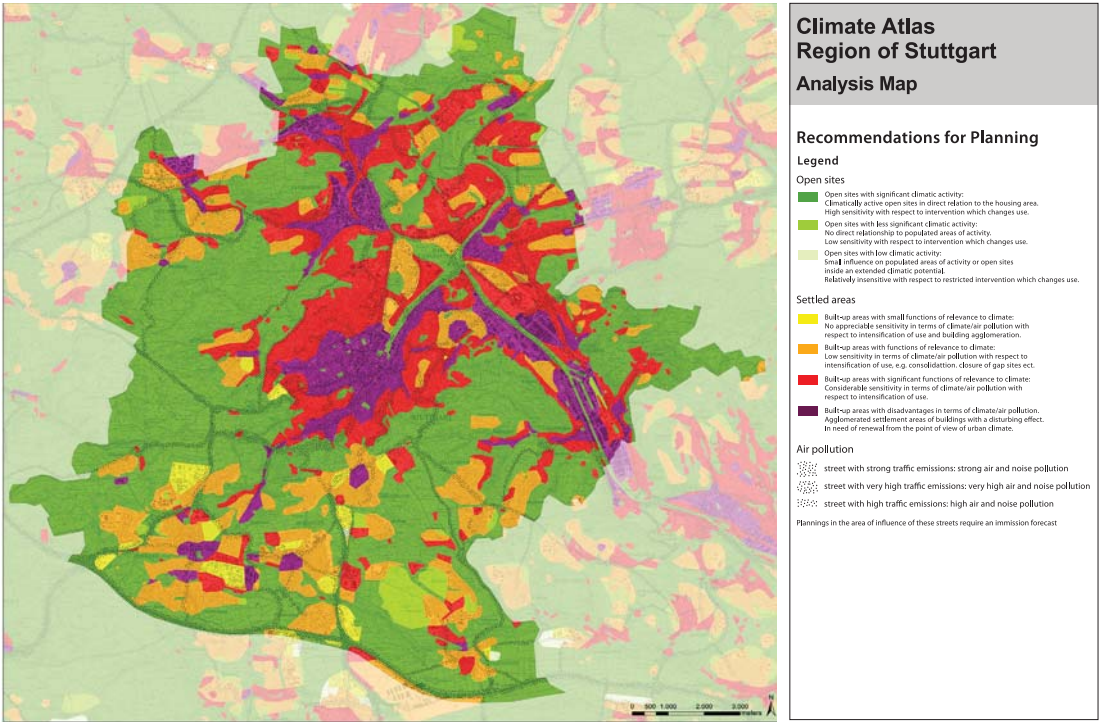 Climate Atlas
Region of Stuttgart
Analysis Map
Recommendations for Planning
Legend
Open sites
Open sites with significant climatic activity:
Climatically active open sites in direct relation to the housing area.
High sensitivity with respect to intervention which changes use.
Open sites with less significant climatic activity:
No direct relationship to populated areas of activity.
Low sensitivity with respect to intervention which changes use.
Open sites with low climatic activity:
Small influence on populated areas of activity or open sites
inside an extended climatic potential.
Relatively insensitive with respect to restricted intervention which changes use.
Settled areas
Built-up areas with small functions of relevance to climate:
No appreciable sensitivity in terms of climate/air pollution with
respect to intensification of use and building agglomeration.
Built-up areas with functions of relevance to climate:
Low sensitivity in terms of climate/air pollution with respect to
intensification of use, e.g. consolidattion. closure of gap sites ect.
Built-up areas with significant functions of relevance to climate:
Considerable sensitivity in terms of climate/air pollution with
respect to intensification of use.
Built-up areas with disadvantages in terms of climate/air pollution.
Agglomerated settlement areas of buildings with a disturbing effect.
In need of renewal from the point of view of urban climate.
Air pollution
street with strong traffic emissions: strong air and noise pollution
street with very high traffic emissions: very high air and noise pollution
street with high traffic emissions: high air and noise pollution
Plannings in the area of influence of these streets require an immission forecast
N
0 500 1.000 2.000 3.000
meters